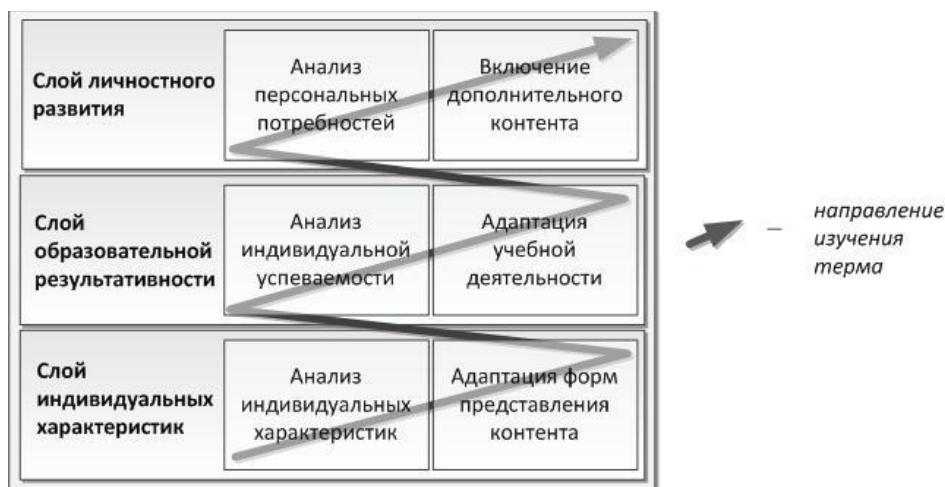 Слой личностного
развития
Анализ
персональных
потребностей
Включение
дополнительного
контента
Слой
образовательной
результативности
Анализ
индивидуальной
успеваемости
Адаптация
учебной
деятельности
Слой
индивидуальных
характеристик
Анализ
индивидуальных
характеристик
Адаптация форм
представления
контента
– направление
изучения
терма